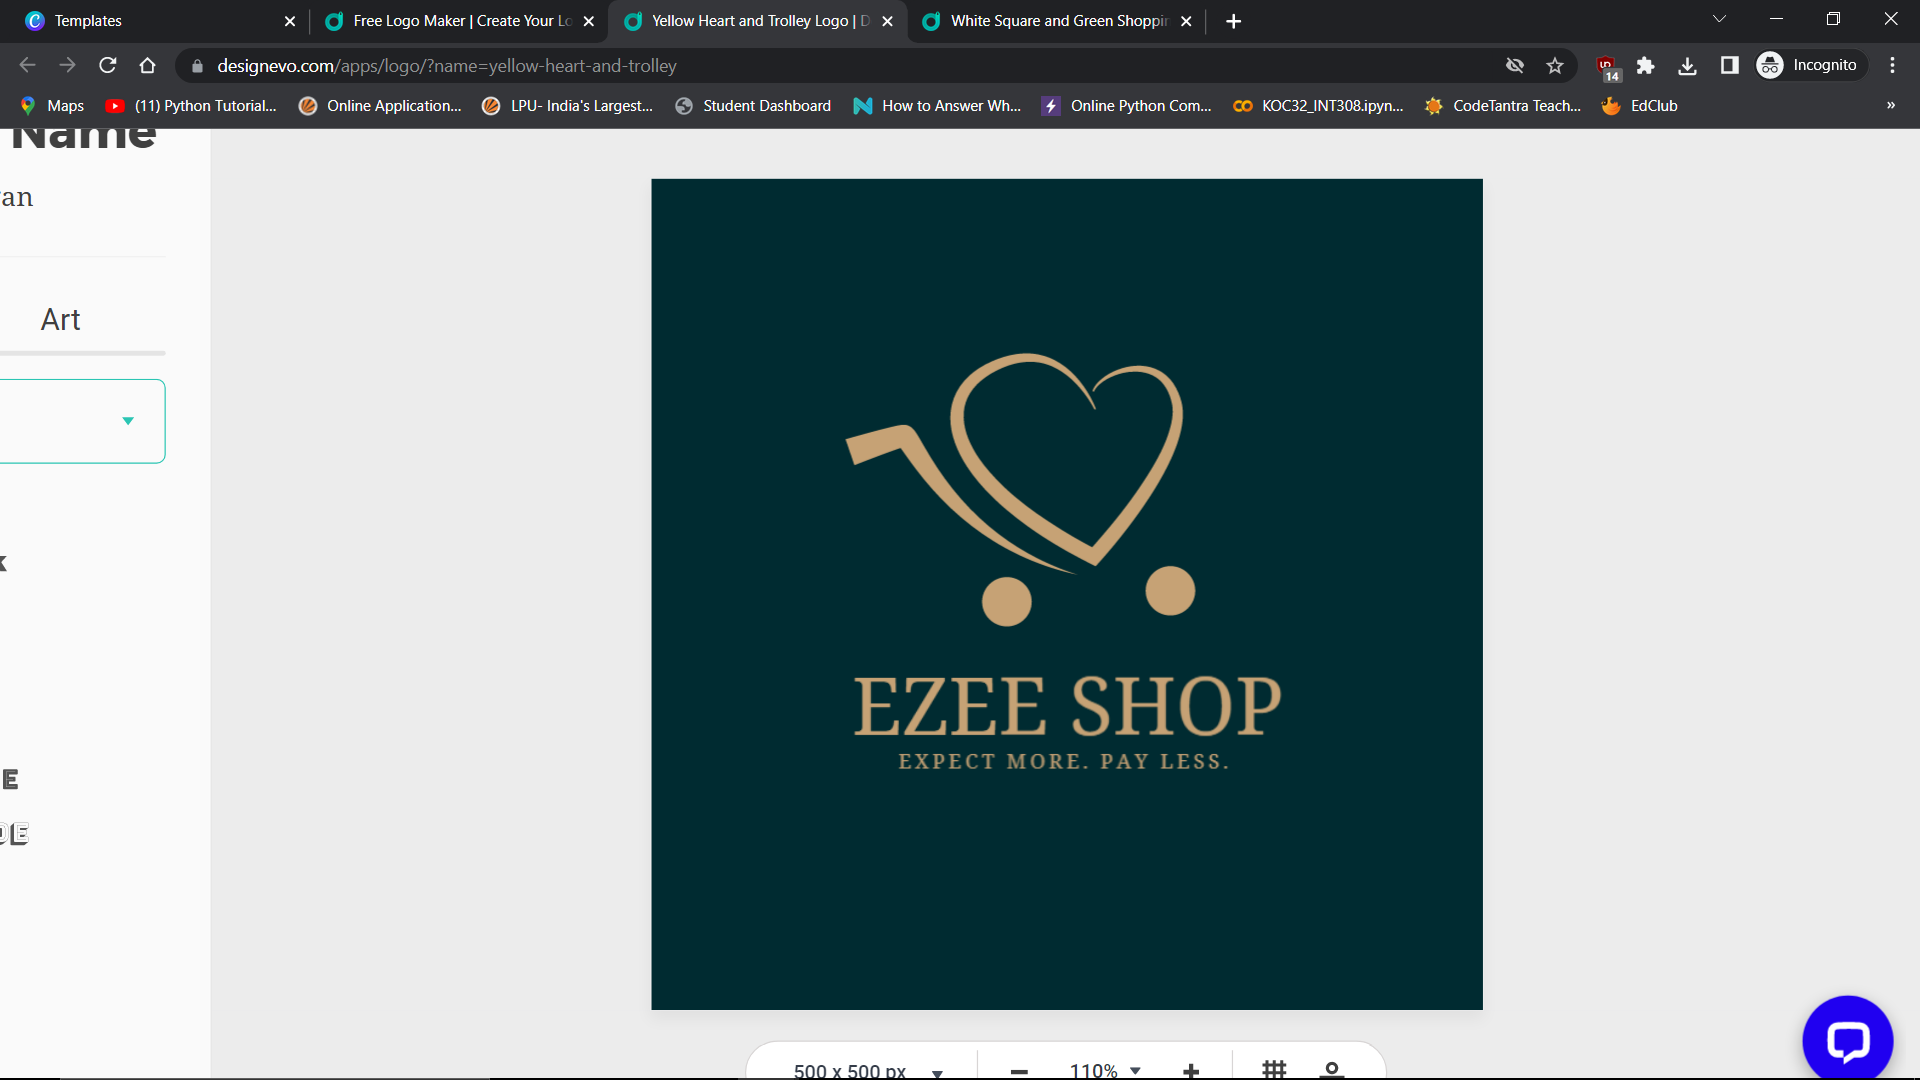 Templates
Free Logo Maker | Create Your Lo
Yellow Heart and Trolley Logo | D
White Square and Green Shoppin
designevo.com/apps/logo/?name=yellow-heart-and-trolley
14
Incognito
Maps
(11) Python Tutorial...
Online Application...
LPU- India's Largest...
Student Dashboard
How to Answer Wh...
Online Python Com...
KOC32_INT308.ipyn...
CodeTantra Teach...
EdClub
»
Name
an
Art
EZEE SHOP
EXPECT MORE. PAY LESS.
E
DE
500 x 500 px
110%